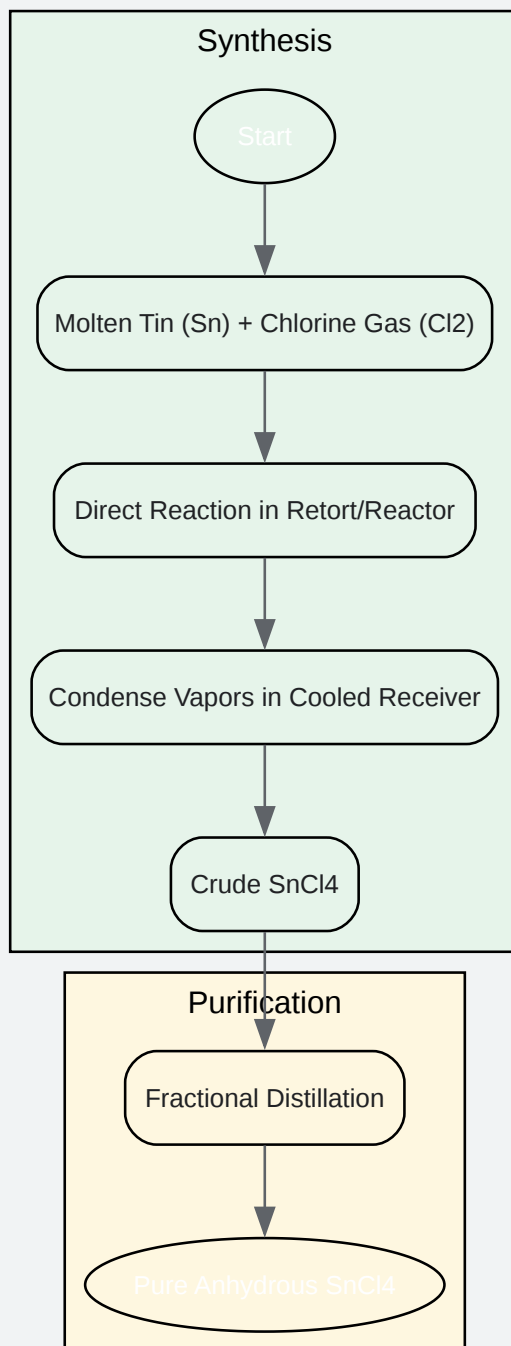 Synthesis
Start
Molten Tin (Sn) + Chlorine Gas (Cl2)
Direct Reaction in Retort/Reactor
Condense Vapors in Cooled Receiver
Crude SnCl4
Purification
Fractional Distillation
Pure Anhydrous SnCl4